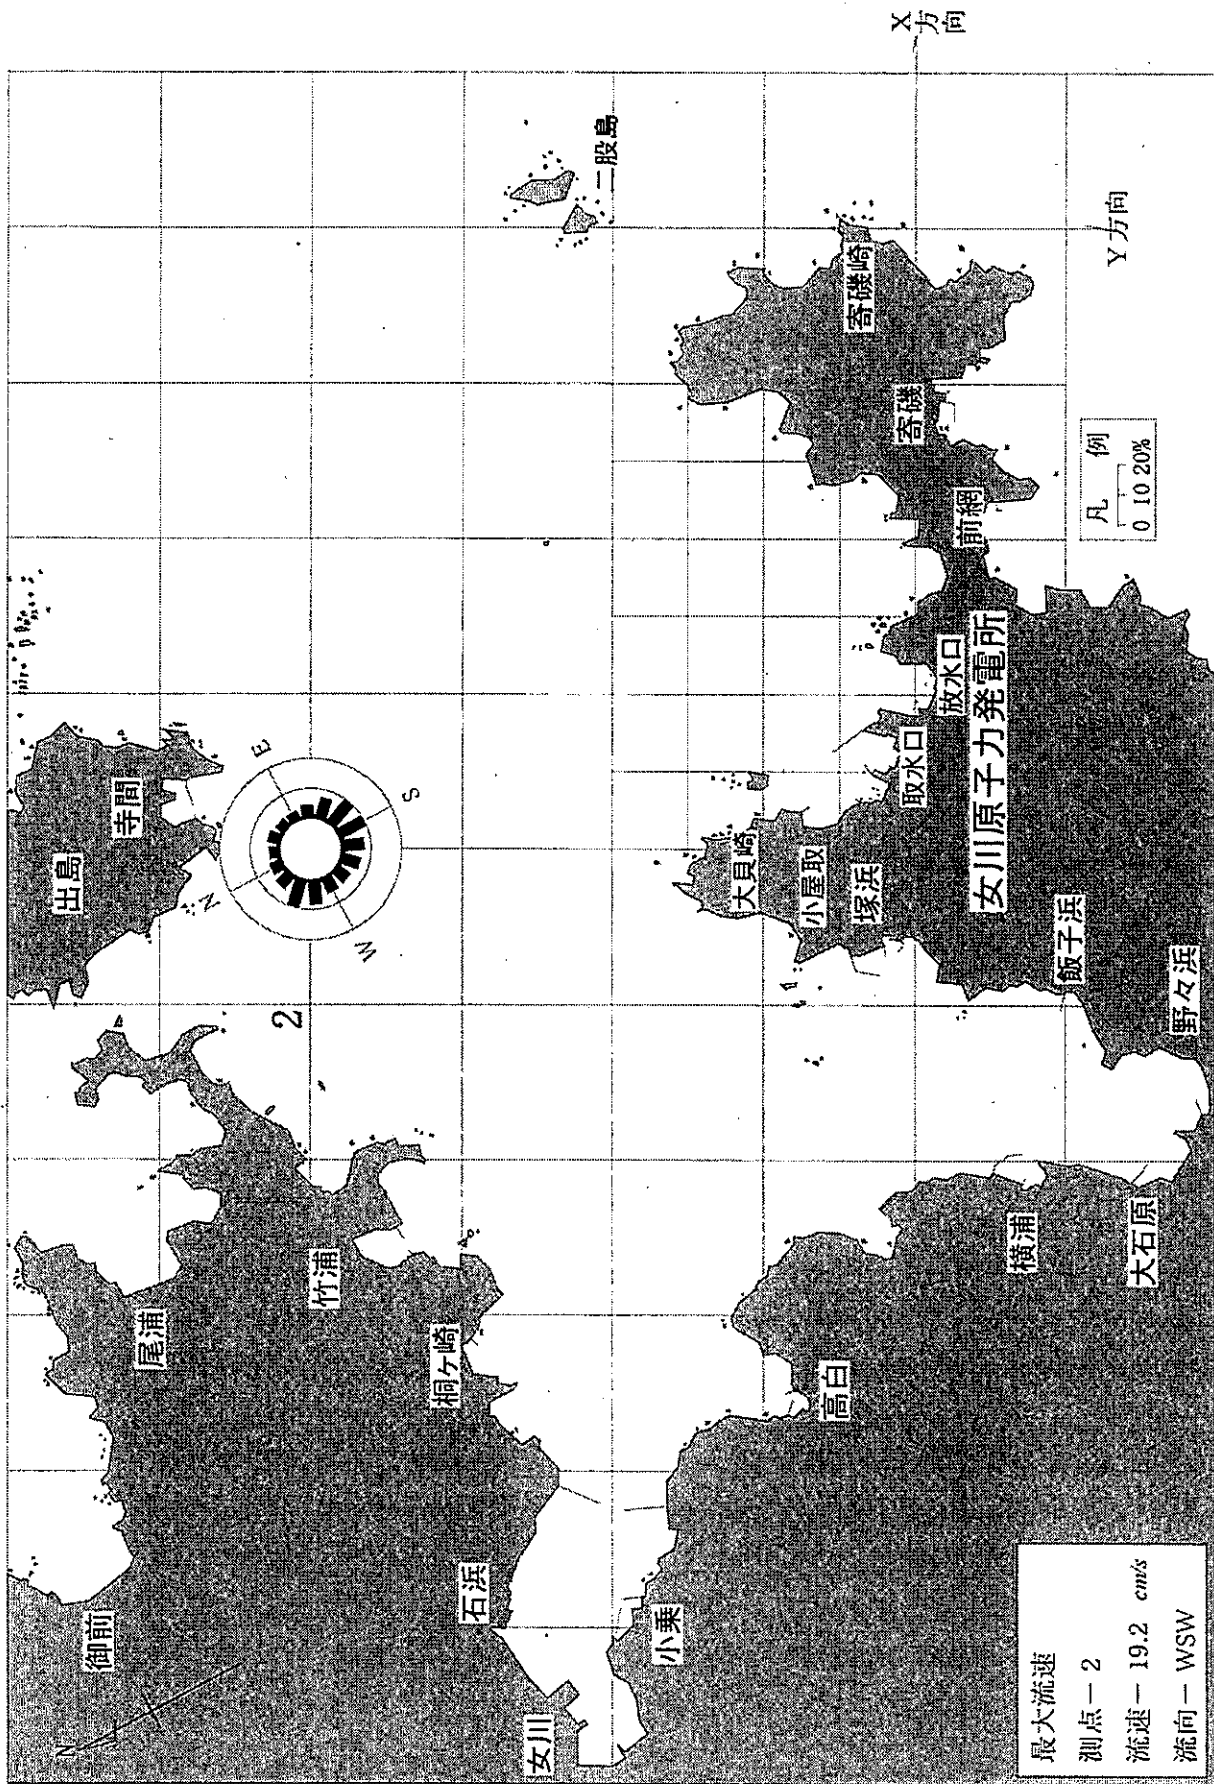 出島
寺間
二股島
御前
尾浦
竹浦
桐ケ崎
石浜
女川
小乗
高白
横浦
大石原
野々浜
飯子浜
塚浜
小屋取
大貝崎
取水口
放水口
女川原子力発電所
前網
寄磯
寄磯崎
N
E
S
W
2
N
X方向
Y方向
凡 例
0 10 20%
最大流速
測点－2
流速－19.2 cm/s
流向－WSW